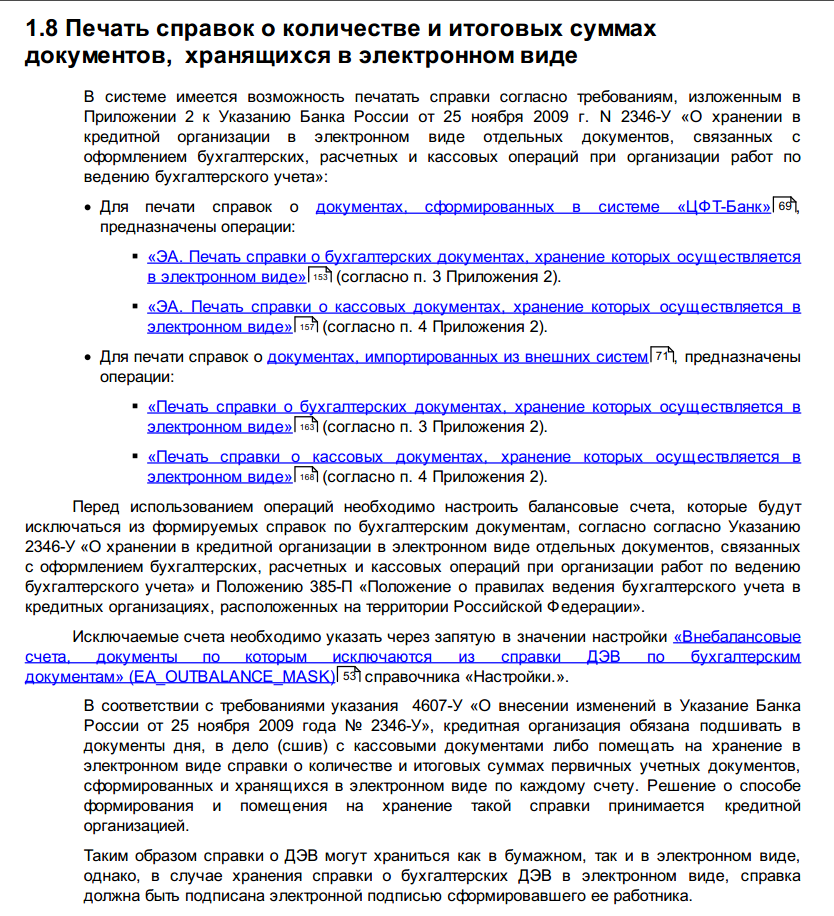 1.8 Печать справок о количестве и итоговых суммах
документов, хранящихся в электронном виде
В системе имеется возможность печатать справки согласно требованиям, изложенным в
Приложении 2 к Указанию Банка России от 25 ноября 2009 г. N 2346-У «О хранении в
кредитной организации в электронном виде отдельных документов, связанных с
оформлением бухгалтерских, расчетных и кассовых операций при организации работ по
ведению бухгалтерского учета»:
• Для печати справок о документах, сформированных в системе «ЦФТ-Банк» 69,
предназначены операции:
▪ «ЭА. Печать справки о бухгалтерских документах, хранение которых осуществляется
в электронном виде» 153 (согласно п. 3 Приложения 2).
▪ «ЭА. Печать справки о кассовых документах, хранение которых осуществляется в
электронном виде» 157 (согласно п. 4 Приложения 2).
• Для печати справок о документах, импортированных из внешних систем 71, предназначены
операции:
▪ «Печать справки о бухгалтерских документах, хранение которых осуществляется в
электронном виде» 163 (согласно п. 3 Приложения 2).
▪ «Печать справки о кассовых документах, хранение которых осуществляется в
электронном виде» 168 (согласно п. 4 Приложения 2).
Перед использованием операций необходимо настроить балансовые счета, которые будут
исключаться из формируемых справок по бухгалтерским документам, согласно согласно Указанию
2346-У «О хранении в кредитной организации в электронном виде отдельных документов, связанных
с оформлением бухгалтерских, расчетных и кассовых операций при организации работ по ведению
бухгалтерского учета» и Положению 385-П «Положение о правилах ведения бухгалтерского учета в
кредитных организациях, расположенных на территории Российской Федерации».
Исключаемые счета необходимо указать через запятую в значении настройки «Внебалансовые
счета, документы по которым исключаются из справки ДЭВ по бухгалтерским
документам» (EA_OUTBALANCE_MASK) 53 справочника «Настройки.».
В соответствии с требованиями указания 4607-У «О внесении изменений в Указание Банка
России от 25 ноября 2009 года № 2346-У», кредитная организация обязана подшивать в
документы дня, в дело (сшив) с кассовыми документами либо помещать на хранение в
электронном виде справки о количестве и итоговых суммах первичных учетных документов,
сформированных и хранящихся в электронном виде по каждому счету. Решение о способе
формирования и помещения на хранение такой справки принимается кредитной
организацией.
Таким образом справки о ДЭВ могут храниться как в бумажном, так и в электронном виде,
однако, в случае хранения справки о бухгалтерских ДЭВ в электронном виде, справка
должна быть подписана электронной подписью сформировавшего ее работника.